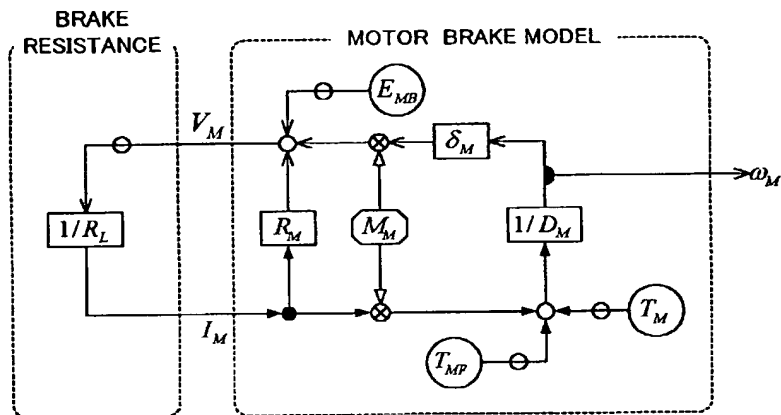 BRAKE
RESISTANCE
MOTOR BRAKE MODEL
E_MB
V_M
δ_M
ω_M
1/R_L
R_M
M_M
1/D_M
I_M
T_M
T_MF